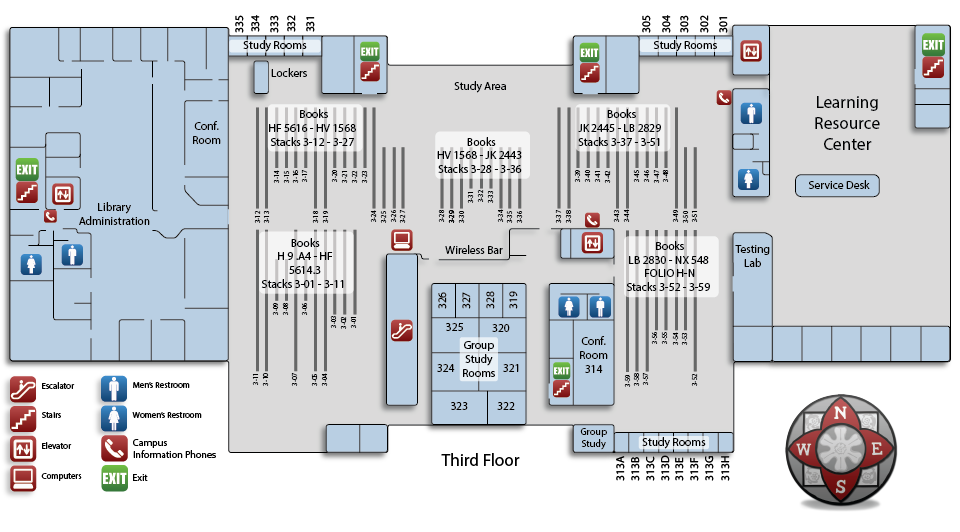 335
334
333
332
331
Study Rooms
EXIT
Lockers
Study Area
EXIT
305
304
303
302
301
Study Rooms
EXIT
Learning
Resource
Center
Service Desk
Testing
Lab
Conf.
Room
EXIT
Library
Administration
Books
HF 5616 - HV 1568
Stacks 3-12 - 3-27
3-14
3-15
3-16
3-17
3-20
3-21
3-22
3-23
3-12
3-13
3-18
3-19
3-24
3-25
3-26
3-27
Books
HV 1568 - JK 2443
Stacks 3-28 - 3-36
3-31
3-32
3-33
3-28
3-29
3-30
3-34
3-35
3-36
Books
JK 2445 - LB 2829
Stacks 3-37 - 3-51
3-39
3-40
3-41
3-42
3-45
3-46
3-47
3-48
3-37
3-38
3-43
3-44
3-49
3-50
3-51
Books
H 9 .A4 - HF
5614.3
Stacks 3-01 - 3-11
3-09
3-08
3-06
3-03
3-02
3-01
3-11
3-10
3-07
3-05
3-04
Wireless Bar
Books
LB 2830 - NX 548
FOLIO H-N
Stacks 3-52 - 3-59
3-56
3-55
3-54
3-53
3-59
3-58
3-57
3-52
326
327
328
319
325
320
Group
Study
Rooms
324
321
323
322
Conf.
Room
314
EXIT
Group
Study
Study Rooms
313A
313B
313C
313D
313E
313F
313G
313H
Third Floor
Escalator
Stairs
Elevator
Computers
Men's Restroom
Women's Restroom
Campus
Information Phones
EXIT
Exit
N
W
E
S